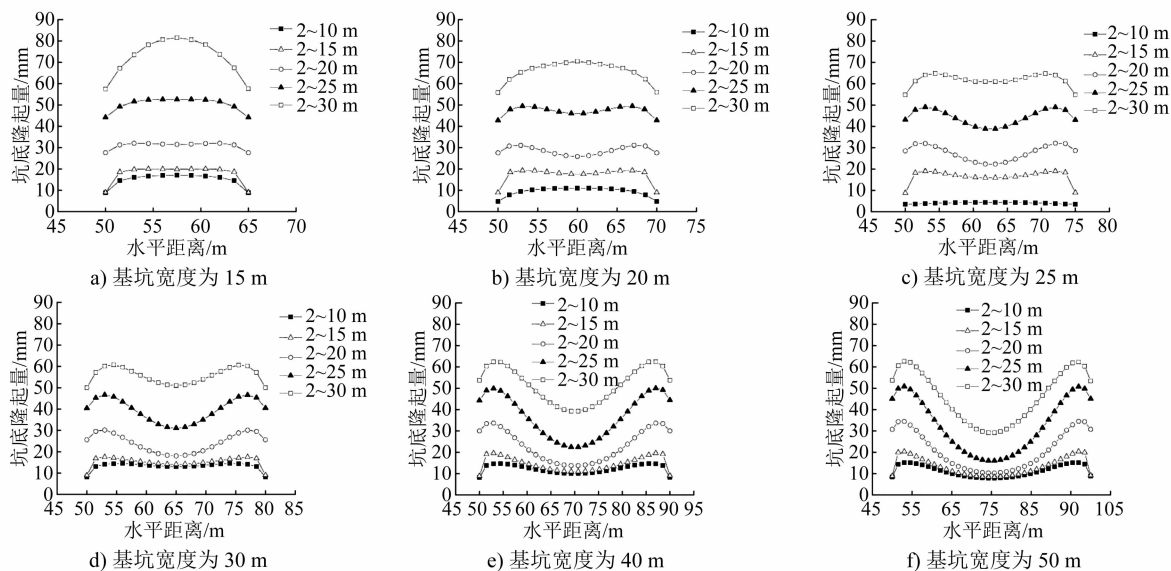 坑底隆起量/mm
90
80
70
60
50
40
30
20
10
0
45 50 55 60 65 70
水平距离/m
2~10 m
2~15 m
2~20 m
2~25 m
2~30 m
a) 基坑宽度为 15 m
坑底隆起量/mm
90
80
70
60
50
40
30
20
10
0
45 50 55 60 65 70 75
水平距离/m
2~10 m
2~15 m
2~20 m
2~25 m
2~30 m
b) 基坑宽度为 20 m
坑底隆起量/mm
90
80
70
60
50
40
30
20
10
0
45 50 55 60 65 70 75 80
水平距离/m
2~10 m
2~15 m
2~20 m
2~25 m
2~30 m
c) 基坑宽度为 25 m
坑底隆起量/mm
90
80
70
60
50
40
30
20
10
0
45 50 55 60 65 70 75 80 85
水平距离/m
2~10 m
2~15 m
2~20 m
2~25 m
2~30 m
d) 基坑宽度为 30 m
坑底隆起量/mm
90
80
70
60
50
40
30
20
10
0
45 50 55 60 65 70 75 80 85 90 95
水平距离/m
2~10 m
2~15 m
2~20 m
2~25 m
2~30 m
e) 基坑宽度为 40 m
坑底隆起量/mm
90
80
70
60
50
40
30
20
10
0
45 55 65 75 85 95 105
水平距离/m
2~10 m
2~15 m
2~20 m
2~25 m
2~30 m
f) 基坑宽度为 50 m